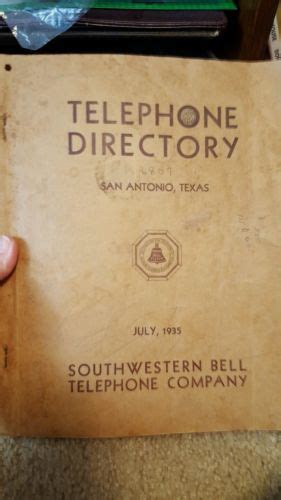 TELEPHONE
DIRECTORY
SAN ANTONIO, TEXAS
JULY, 1935
SOUTHWESTERN BELL
TELEPHONE COMPANY